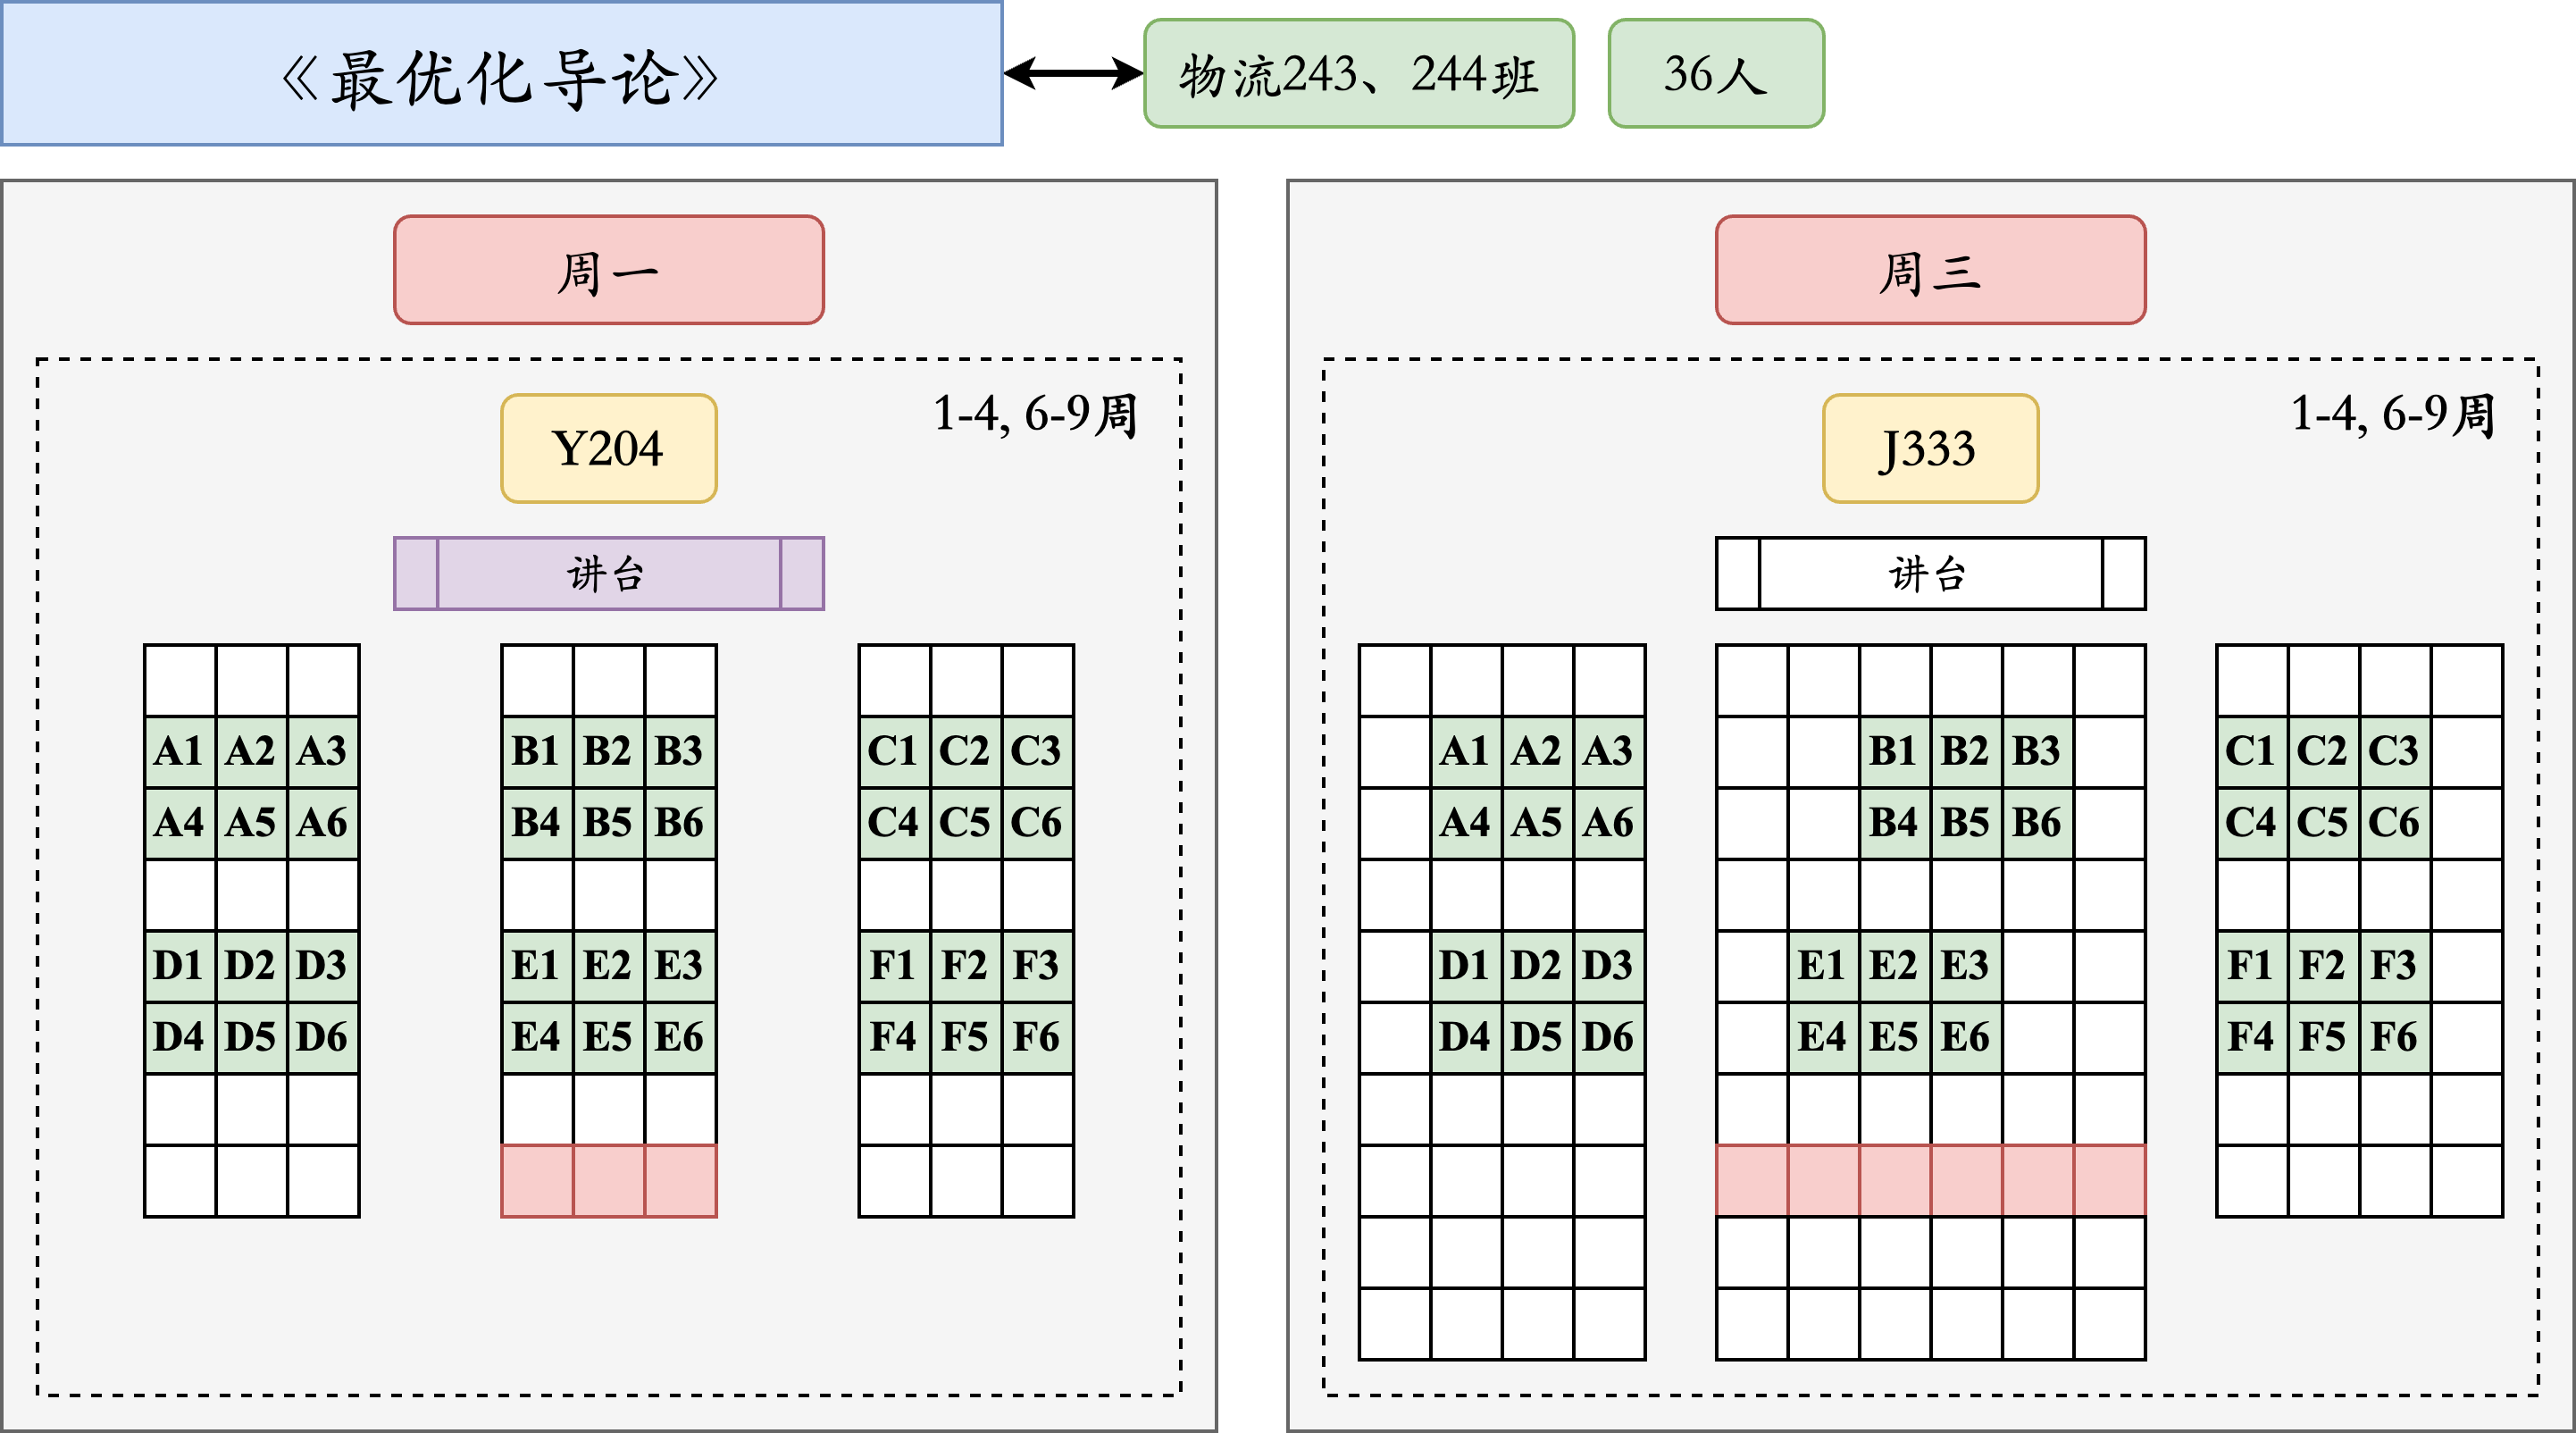 《最优化导论》
物流243、244班
36人
周一
1-4, 6-9周
Y204
讲台
A1 A2 A3 B1 B2 B3 C1 C2 C3
A4 A5 A6 B4 B5 B6 C4 C5 C6
D1 D2 D3 E1 E2 E3 F1 F2 F3
D4 D5 D6 E4 E5 E6 F4 F5 F6
周三
1-4, 6-9周
J333
讲台
A1 A2 A3 B1 B2 B3 C1 C2 C3
A4 A5 A6 B4 B5 B6 C4 C5 C6
D1 D2 D3 E1 E2 E3 F1 F2 F3
D4 D5 D6 E4 E5 E6 F4 F5 F6